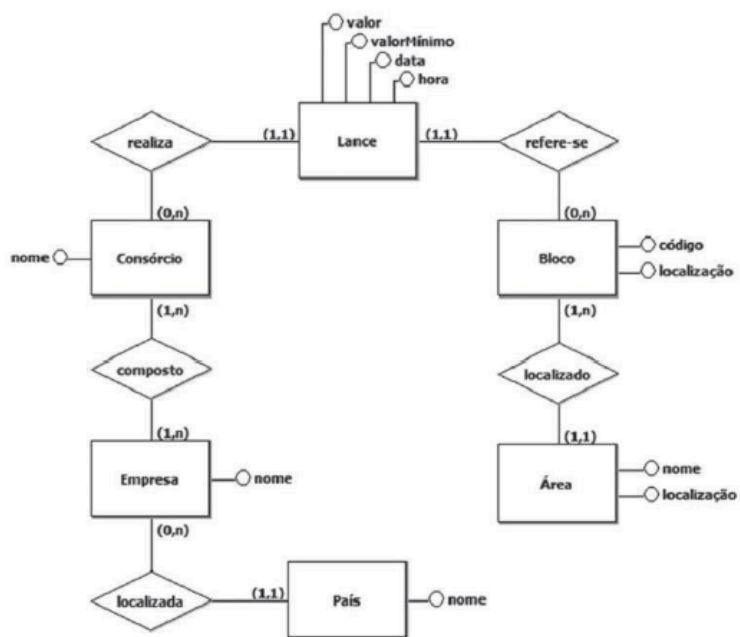 valor
valorMínimo
data
hora
realiza
(1,1)
Lance
(1,1)
refere-se
(0,n)
(0,n)
nome
Consórcio
Bloco
código
localização
(1,n)
(1,n)
composto
localizado
(1,n)
(1,1)
Empresa
nome
Área
nome
localização
(0,n)
localizada
(1,1)
País
nome